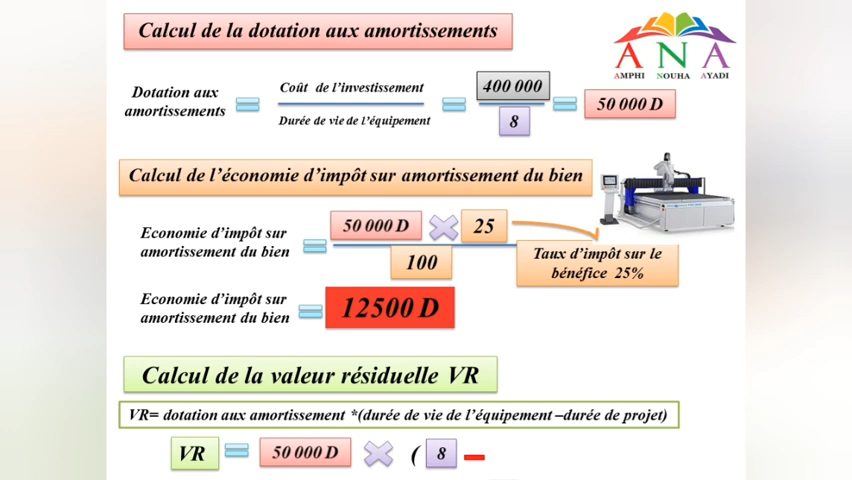 Calcul de la dotation aux amortissements
ANA
AMPHI NOUHA AYADI
Dotation aux
amortissements
=
Coût de l'investissement
Durée de vie de l'équipement
=
400 000
8
=
50 000 D
Calcul de l'économie d'impôt sur amortissement du bien
Economie d'impôt sur
amortissement du bien
=
50 000 D × 25
100
Taux d'impôt sur le
bénéfice 25%
Economie d'impôt sur
amortissement du bien
=
12500 D
Calcul de la valeur résiduelle VR
VR= dotation aux amortissement *(durée de vie de l'équipement –durée de projet)
VR = 50 000 D × ( 8 –